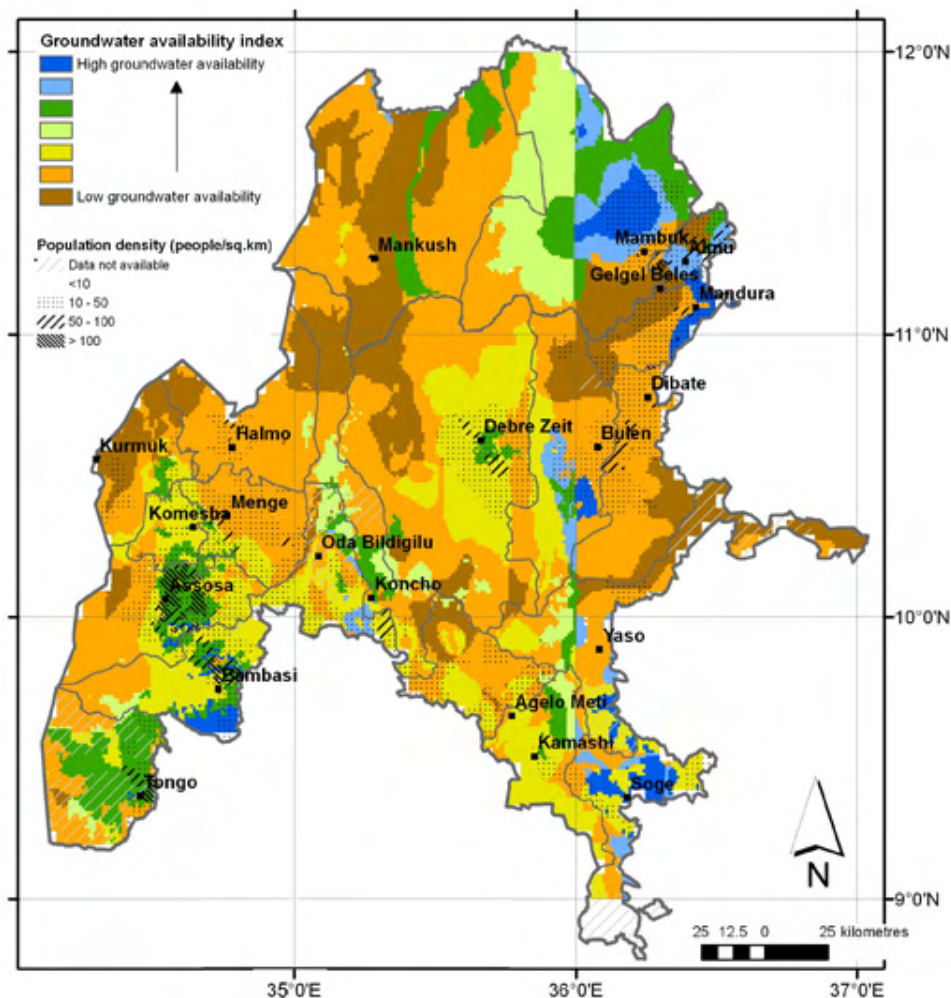 Groundwater availability index
High groundwater availability
Low groundwater availability
Population density (people/sq.km)
Data not available
<10
10 - 50
50 - 100
> 100
12°0'N
Mankush
Mambuk
Almu
Gelgel Beles
Mandura
11°0'N
Dibate
Debre Zeit
Bulen
Halmo
Kurmuk
Menge
Komesha
Oda Bildigilu
Assosa
Koncho
10°0'N
Yaso
Bambasi
Agelo Meti
Kamashi
Tongo
Soge
N
9°0'N
25 12.5 0 25 kilometres
35°0'E 36°0'E 37°0'E